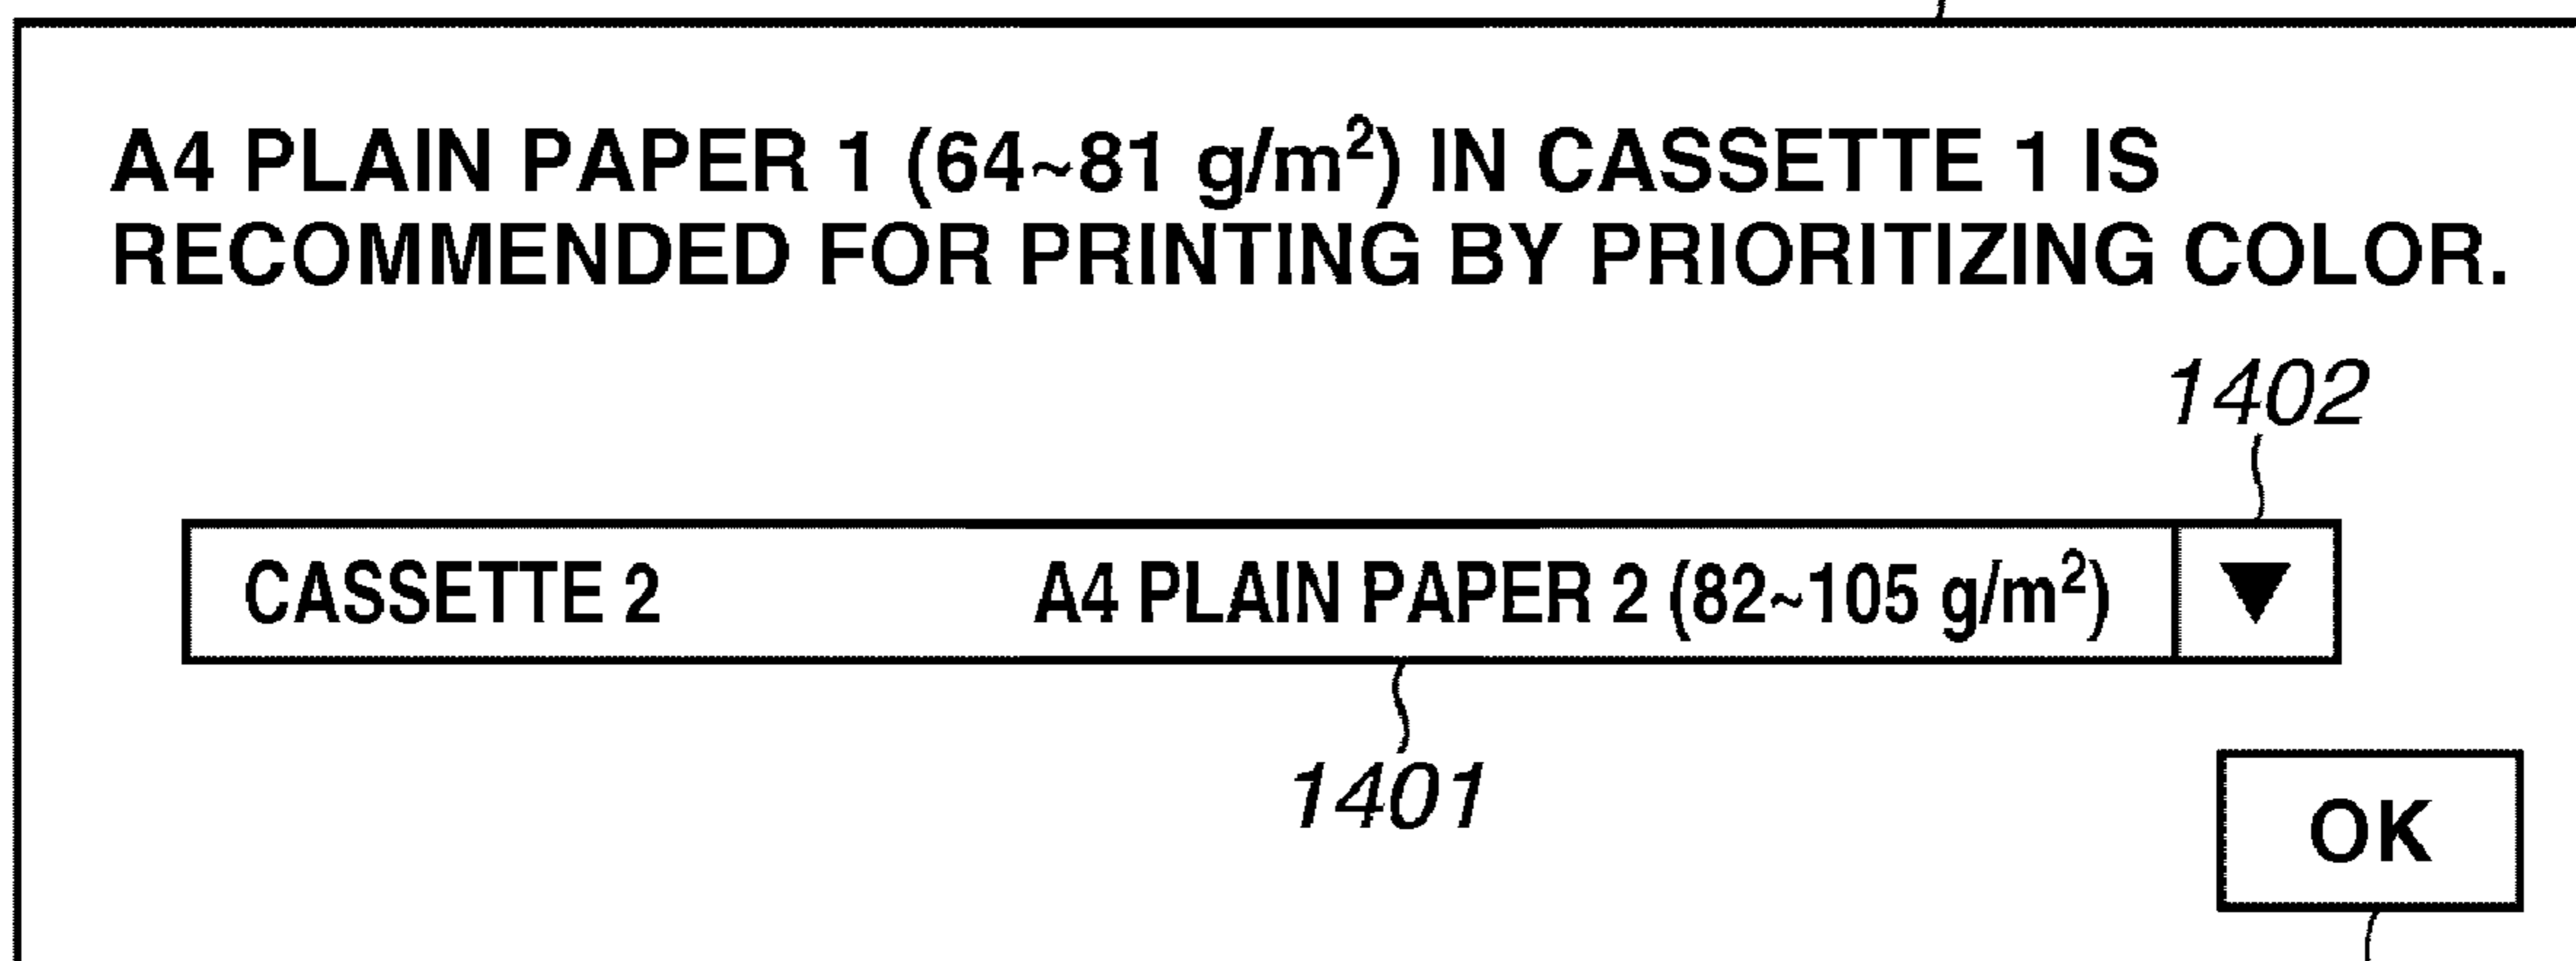 A4 PLAIN PAPER 1 (64~81 g/m²) IN CASSETTE 1 IS
RECOMMENDED FOR PRINTING BY PRIORITIZING COLOR.
1402
CASSETTE 2 A4 PLAIN PAPER 2 (82~105 g/m²) ▼
1401
OK